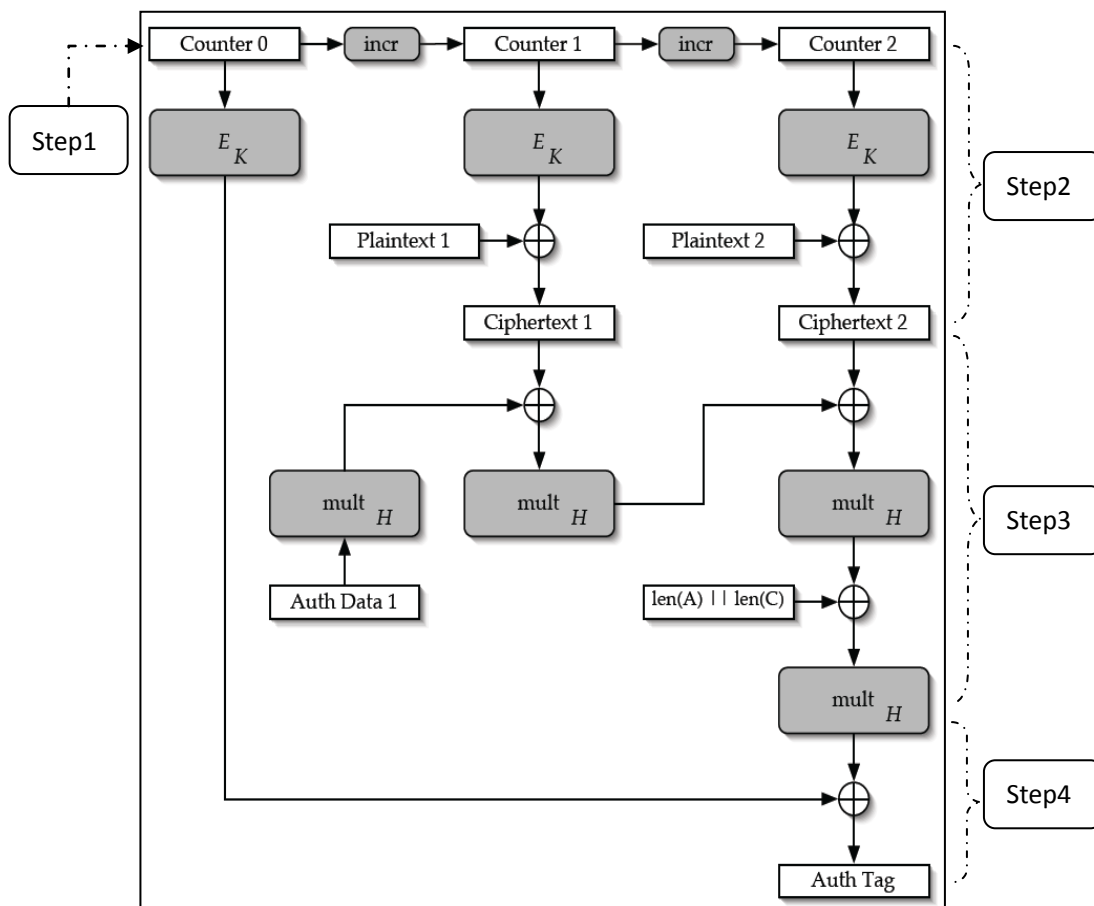 Counter 0 incr Counter 1 incr Counter 2
Step1
E K E K E K
Step2
Plaintext 1 Plaintext 2
Ciphertext 1 Ciphertext 2
mult H mult H mult H
Step3
Auth Data 1 len(A) || len(C)
mult H
Step4
Auth Tag